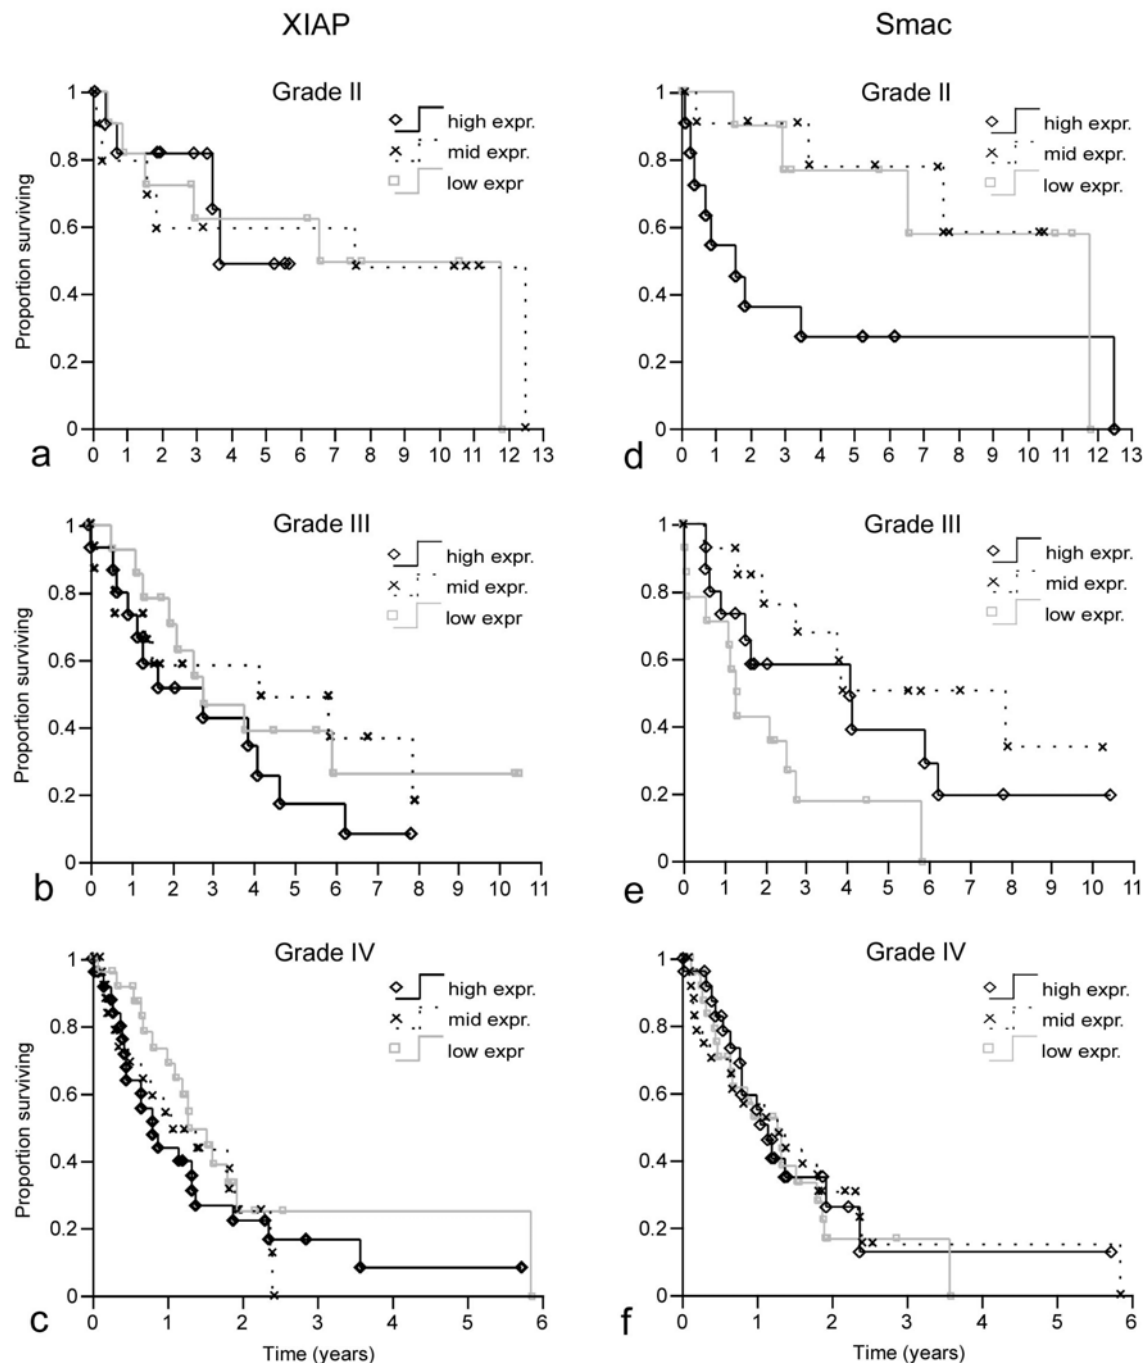 XIAP
Smac
Grade II
high expr.
mid expr.
low expr
1
0.8
0.6
0.4
0.2
0
Proportion surviving
0 1 2 3 4 5 6 7 8 9 10 11 12 13
a
Grade II
high expr.
mid expr.
low expr.
1
0.8
0.6
0.4
0.2
0
0 1 2 3 4 5 6 7 8 9 10 11 12 13
d
Grade III
high expr.
mid expr.
low expr
1
0.8
0.6
0.4
0.2
0
Proportion surviving
0 1 2 3 4 5 6 7 8 9 10 11
b
Grade III
high expr.
mid expr.
low expr.
1
0.8
0.6
0.4
0.2
0
0 1 2 3 4 5 6 7 8 9 10 11
e
Grade IV
high expr.
mid expr.
low expr
1
0.8
0.6
0.4
0.2
0
Proportion surviving
0 1 2 3 4 5 6
c
Time (years)
Grade IV
high expr.
mid expr.
low expr.
1
0.8
0.6
0.4
0.2
0
0 1 2 3 4 5 6
f
Time (years)